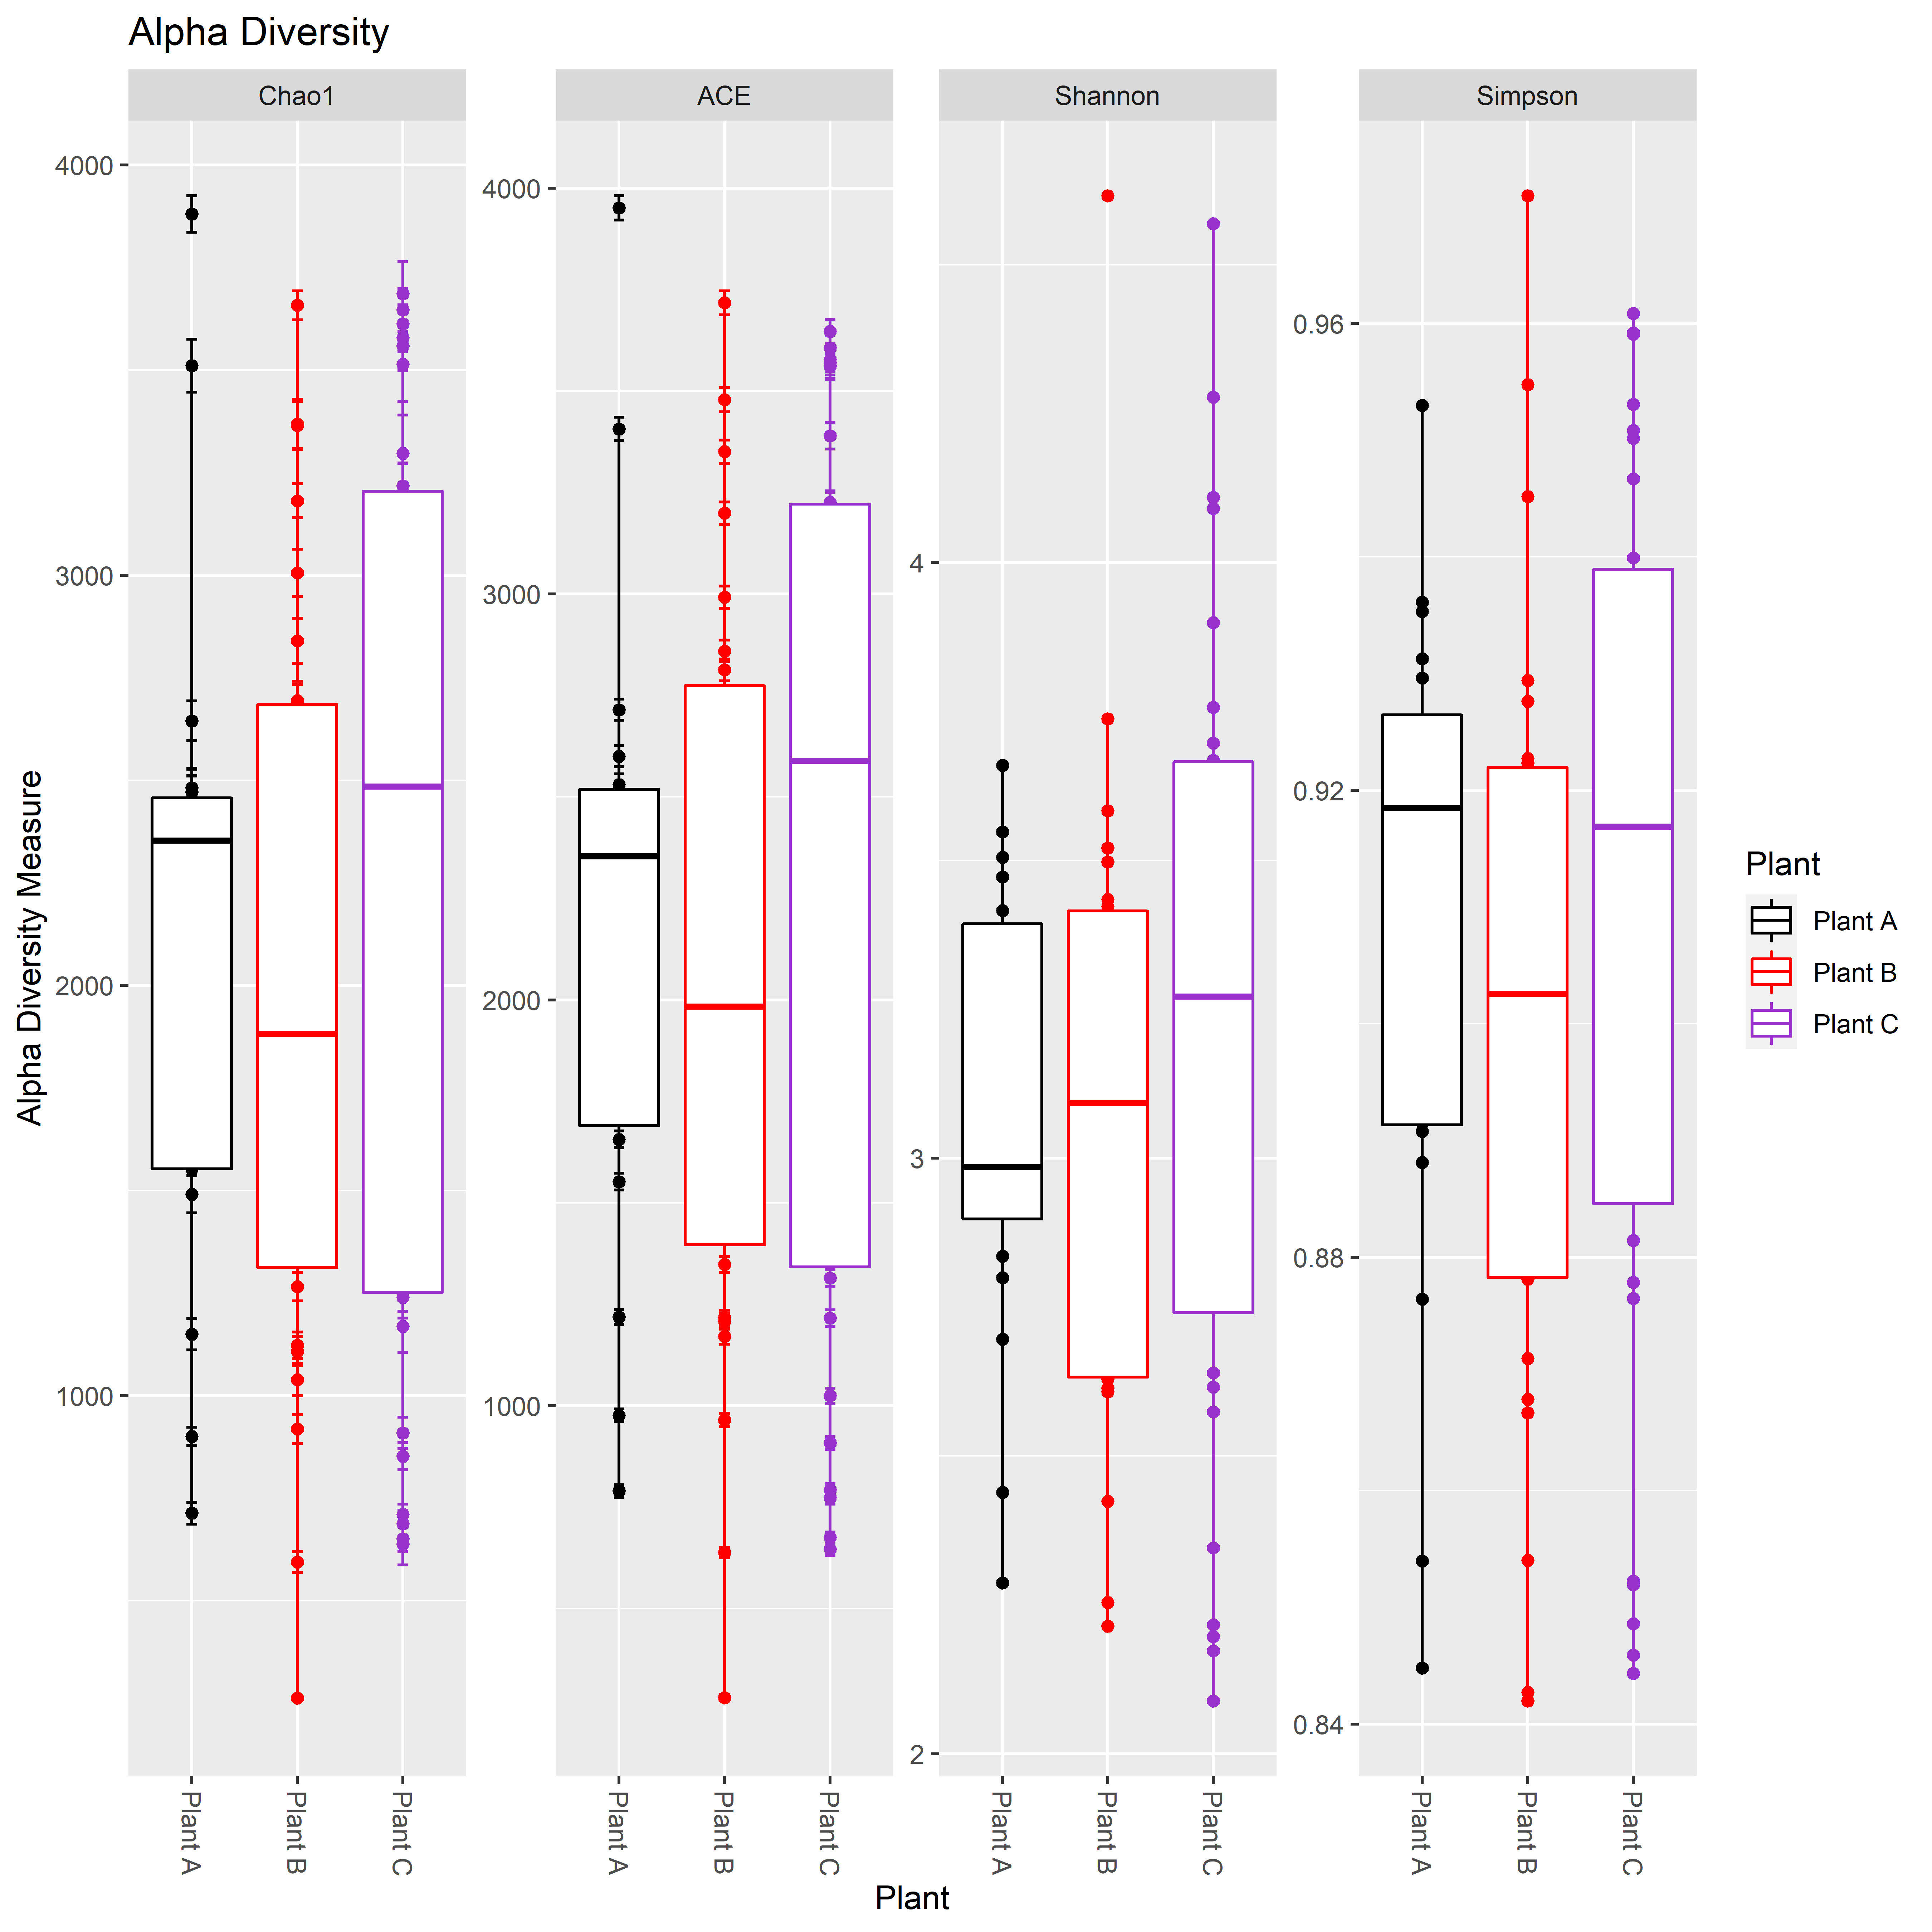 Alpha Diversity
Chao1
ACE
Shannon
Simpson
Alpha Diversity Measure
4000
3000
2000
1000
4000
3000
2000
1000
4
3
2
0.96
0.92
0.88
0.84
Plant A
Plant B
Plant C
Plant A
Plant B
Plant C
Plant A
Plant B
Plant C
Plant A
Plant B
Plant C
Plant
Plant
Plant A
Plant B
Plant C